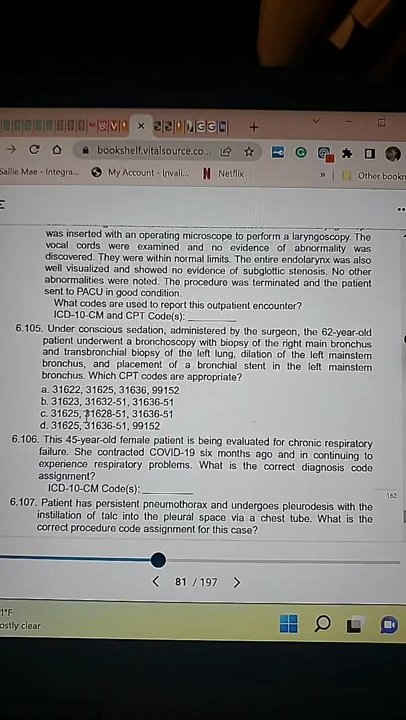 bookshelf.vitalsource.co...
Sallie Mae - Integra... My Account - Invali... Netflix » Other bookn
was inserted with an operating microscope to perform a laryngoscopy. The
vocal cords were examined and no evidence of abnormality was
discovered. They were within normal limits. The entire endolarynx was also
well visualized and showed no evidence of subglottic stenosis. No other
abnormalities were noted. The procedure was terminated and the patient
sent to PACU in good condition.
What codes are used to report this outpatient encounter?
ICD-10-CM and CPT Code(s): ________
6.105. Under conscious sedation, administered by the surgeon, the 62-year-old
patient underwent a bronchoscopy with biopsy of the right main bronchus
and transbronchial biopsy of the left lung, dilation of the left mainstem
bronchus, and placement of a bronchial stent in the left mainstem
bronchus. Which CPT codes are appropriate?
a. 31622, 31625, 31636, 99152
b. 31623, 31632-51, 31636-51
c. 31625, 31628-51, 31636-51
d. 31625, 31636-51, 99152
6.106. This 45-year-old female patient is being evaluated for chronic respiratory
failure. She contracted COVID-19 six months ago and in continuing to
experience respiratory problems. What is the correct diagnosis code
assignment?
ICD-10-CM Code(s): ________
162
6.107. Patient has persistent pneumothorax and undergoes pleurodesis with the
instillation of talc into the pleural space via a chest tube. What is the
correct procedure code assignment for this case?
< 81 / 197 >
1°F
ostly clear